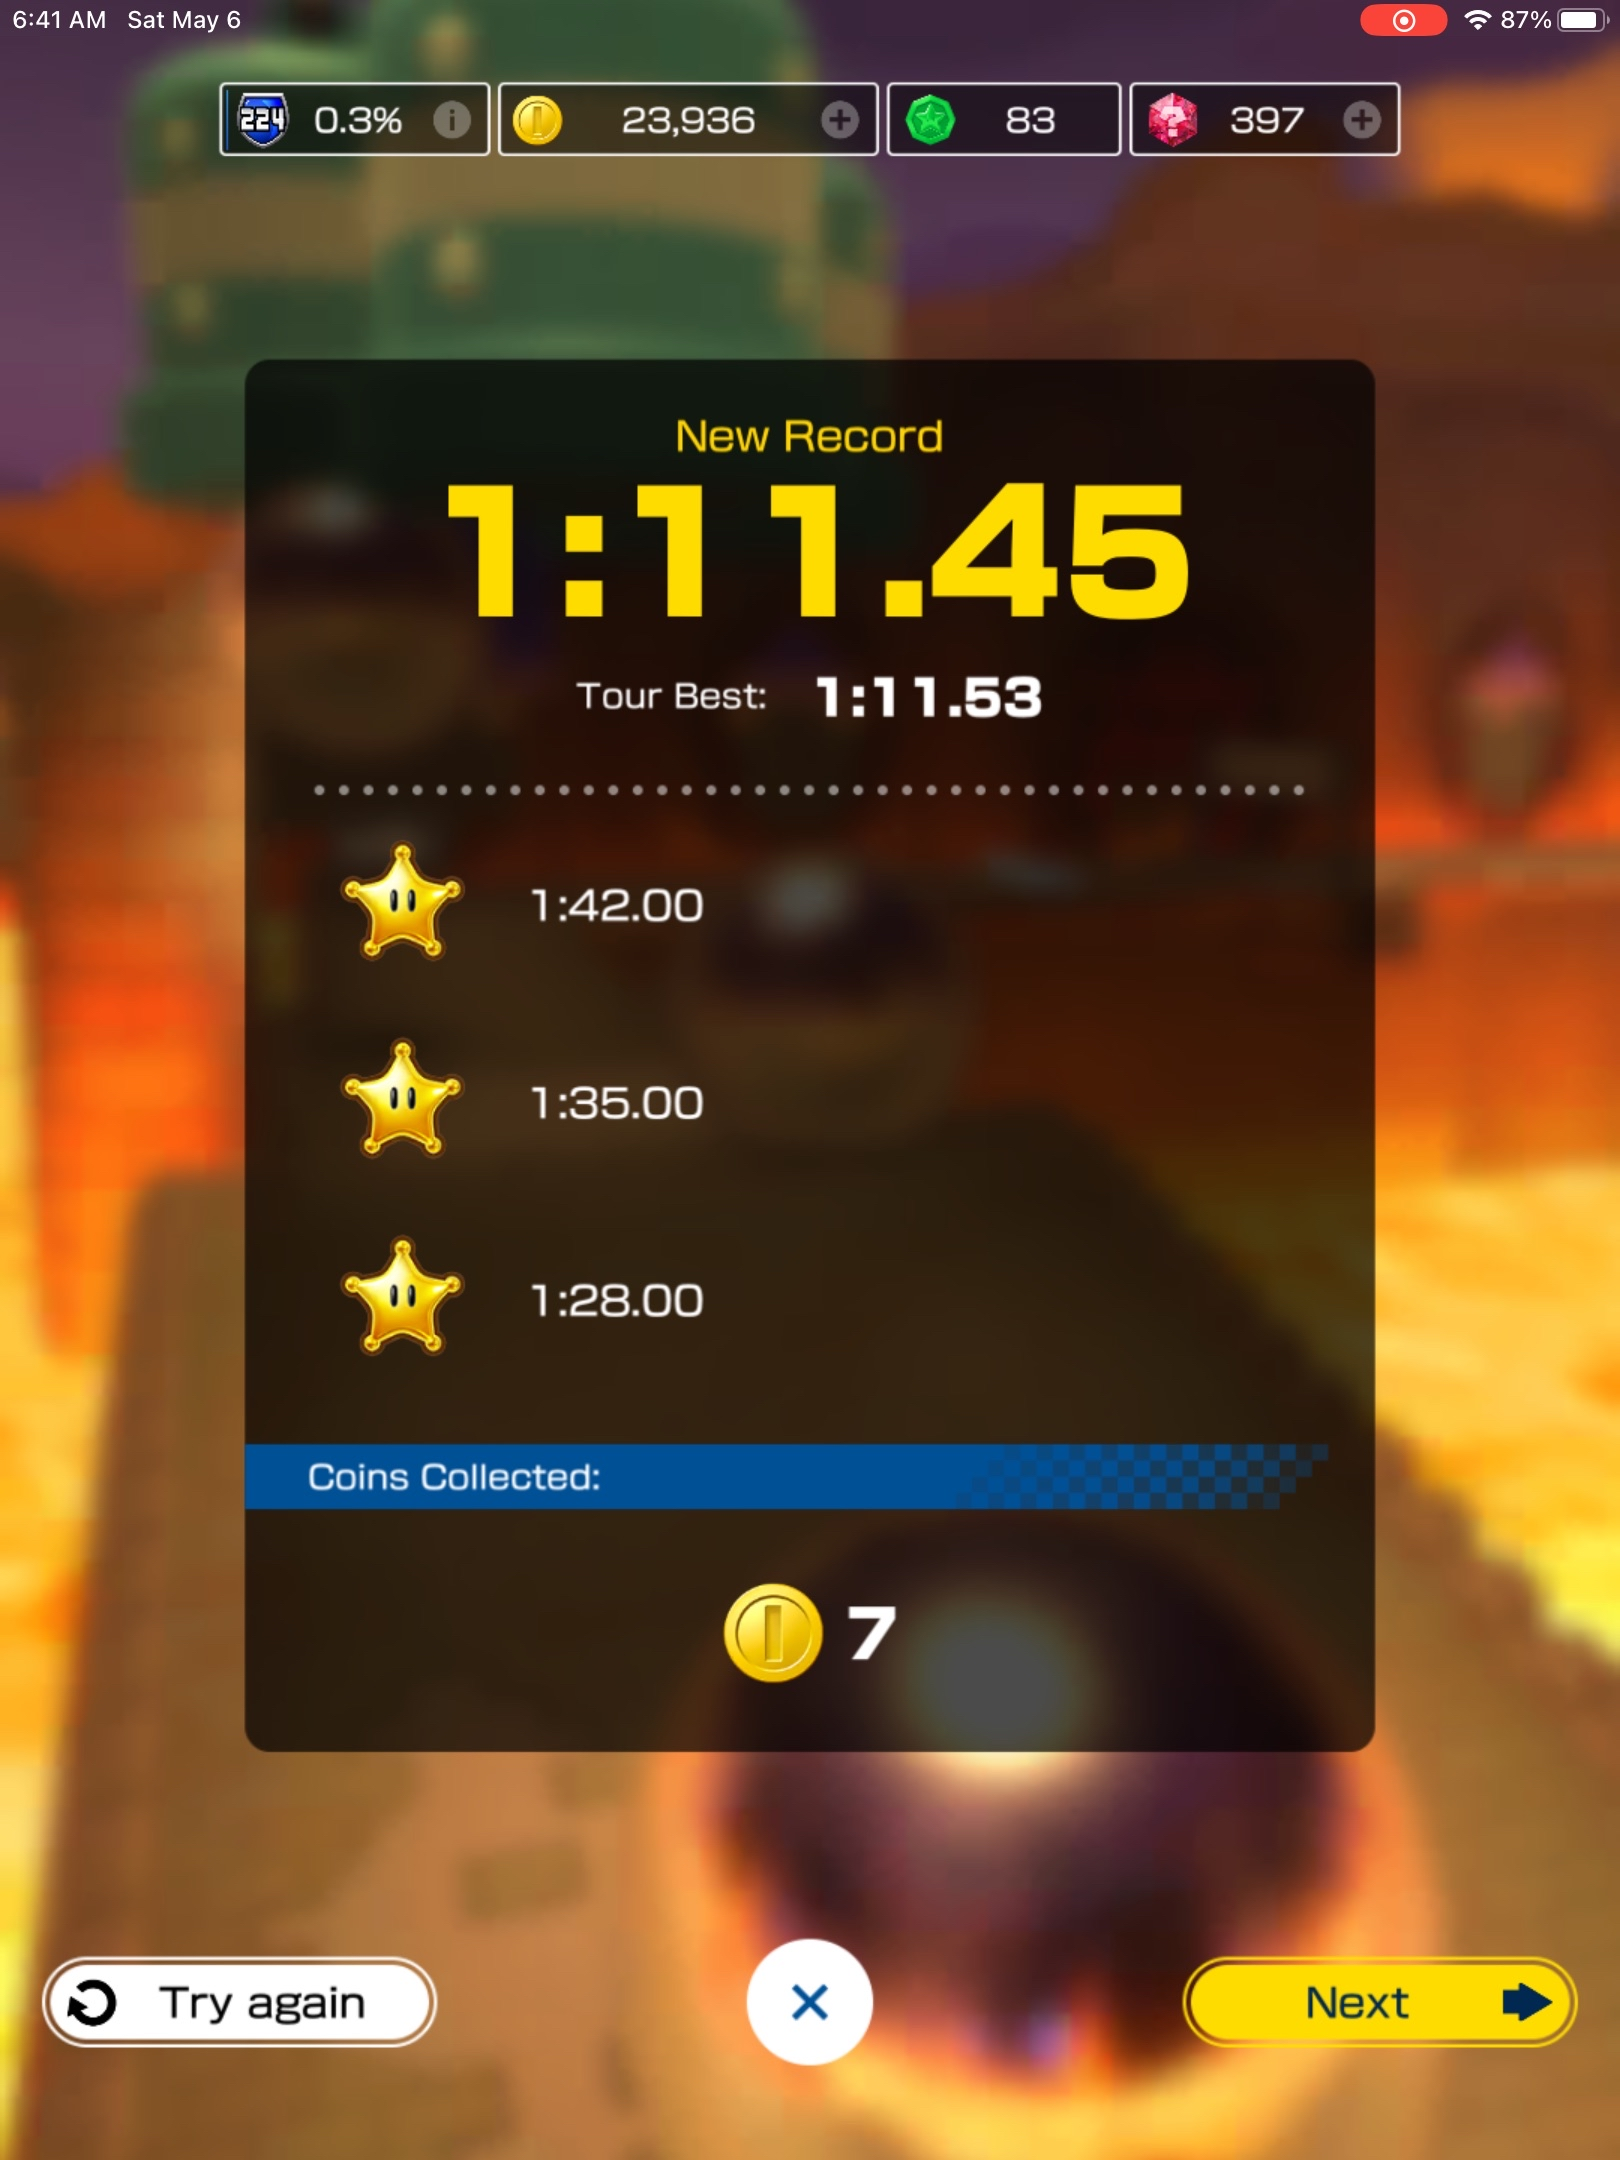 6:41 AM Sat May 6 87%
224 0.3% i 23,936 + 83 ? 397 +
New Record
1:11.45
Tour Best: 1:11.53
1:42.00
1:35.00
1:28.00
Coins Collected:
7
Try again × Next